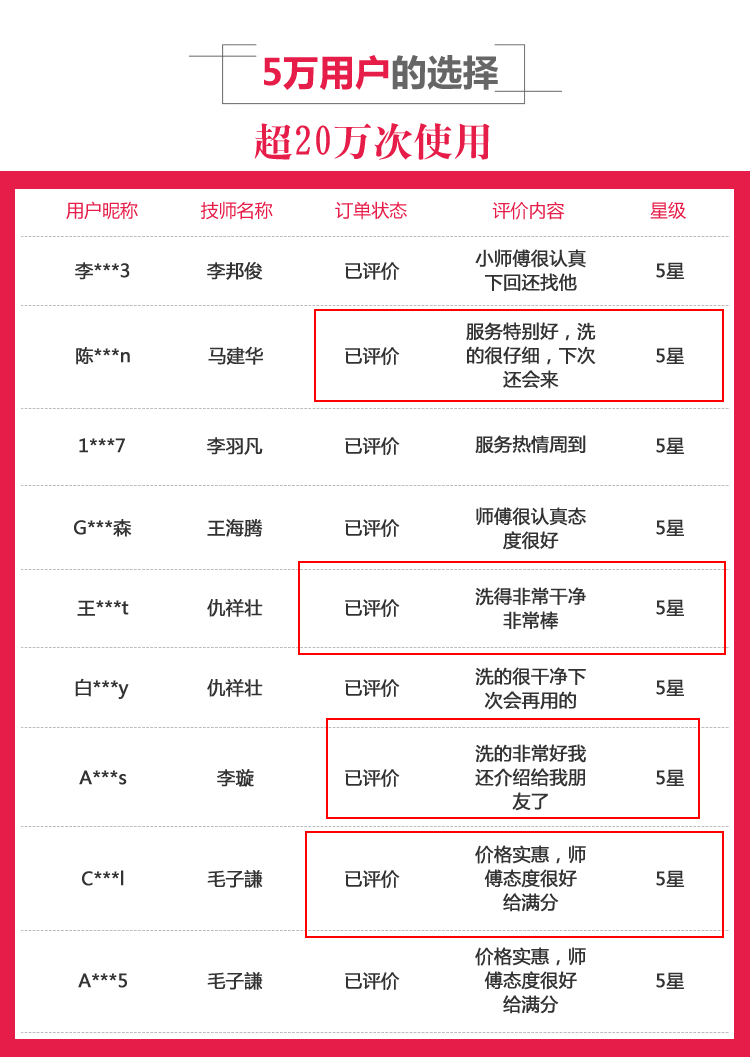 5万用户的选择
超20万次使用
用户昵称 技师名称 订单状态 评价内容 星级
李***3 李邦俊 已评价 小师傅很认真 5星
下回还找他
陈***n 马建华 已评价 服务特别好，洗 5星
的很仔细，下次
还会来
1***7 李羽凡 已评价 服务热情周到 5星
G***森 王海腾 已评价 师傅很认真态 5星
度很好
王***t 仇祥壮 已评价 洗得非常干净 5星
非常棒
白***y 仇祥壮 已评价 洗的很干净下 5星
次会再用的
A***s 李璇 已评价 洗的非常好我 5星
还介绍给我朋
友了
C***l 毛子謙 已评价 价格实惠，师 5星
傅态度很好
给满分
A***5 毛子謙 已评价 价格实惠，师 5星
傅态度很好
给满分